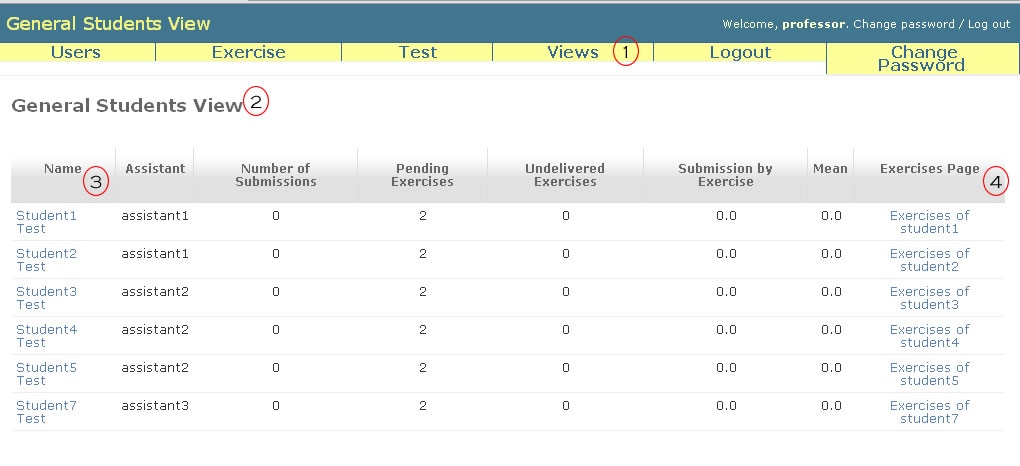 General Students View Welcome, professor. Change password / Log out
Users Exercise Test Views 1 Logout Change
Password
General Students View 2
Name 3 Assistant Number of Submissions Pending Exercises Undelivered Exercises Submission by Exercise Mean Exercises Page 4
Student1 Test assistant1 0 2 0 0.0 0.0 Exercises of student1
Student2 Test assistant1 0 2 0 0.0 0.0 Exercises of student2
Student3 Test assistant2 0 2 0 0.0 0.0 Exercises of student3
Student4 Test assistant2 0 2 0 0.0 0.0 Exercises of student4
Student5 Test assistant2 0 2 0 0.0 0.0 Exercises of student5
Student7 Test assistant3 0 2 0 0.0 0.0 Exercises of student7